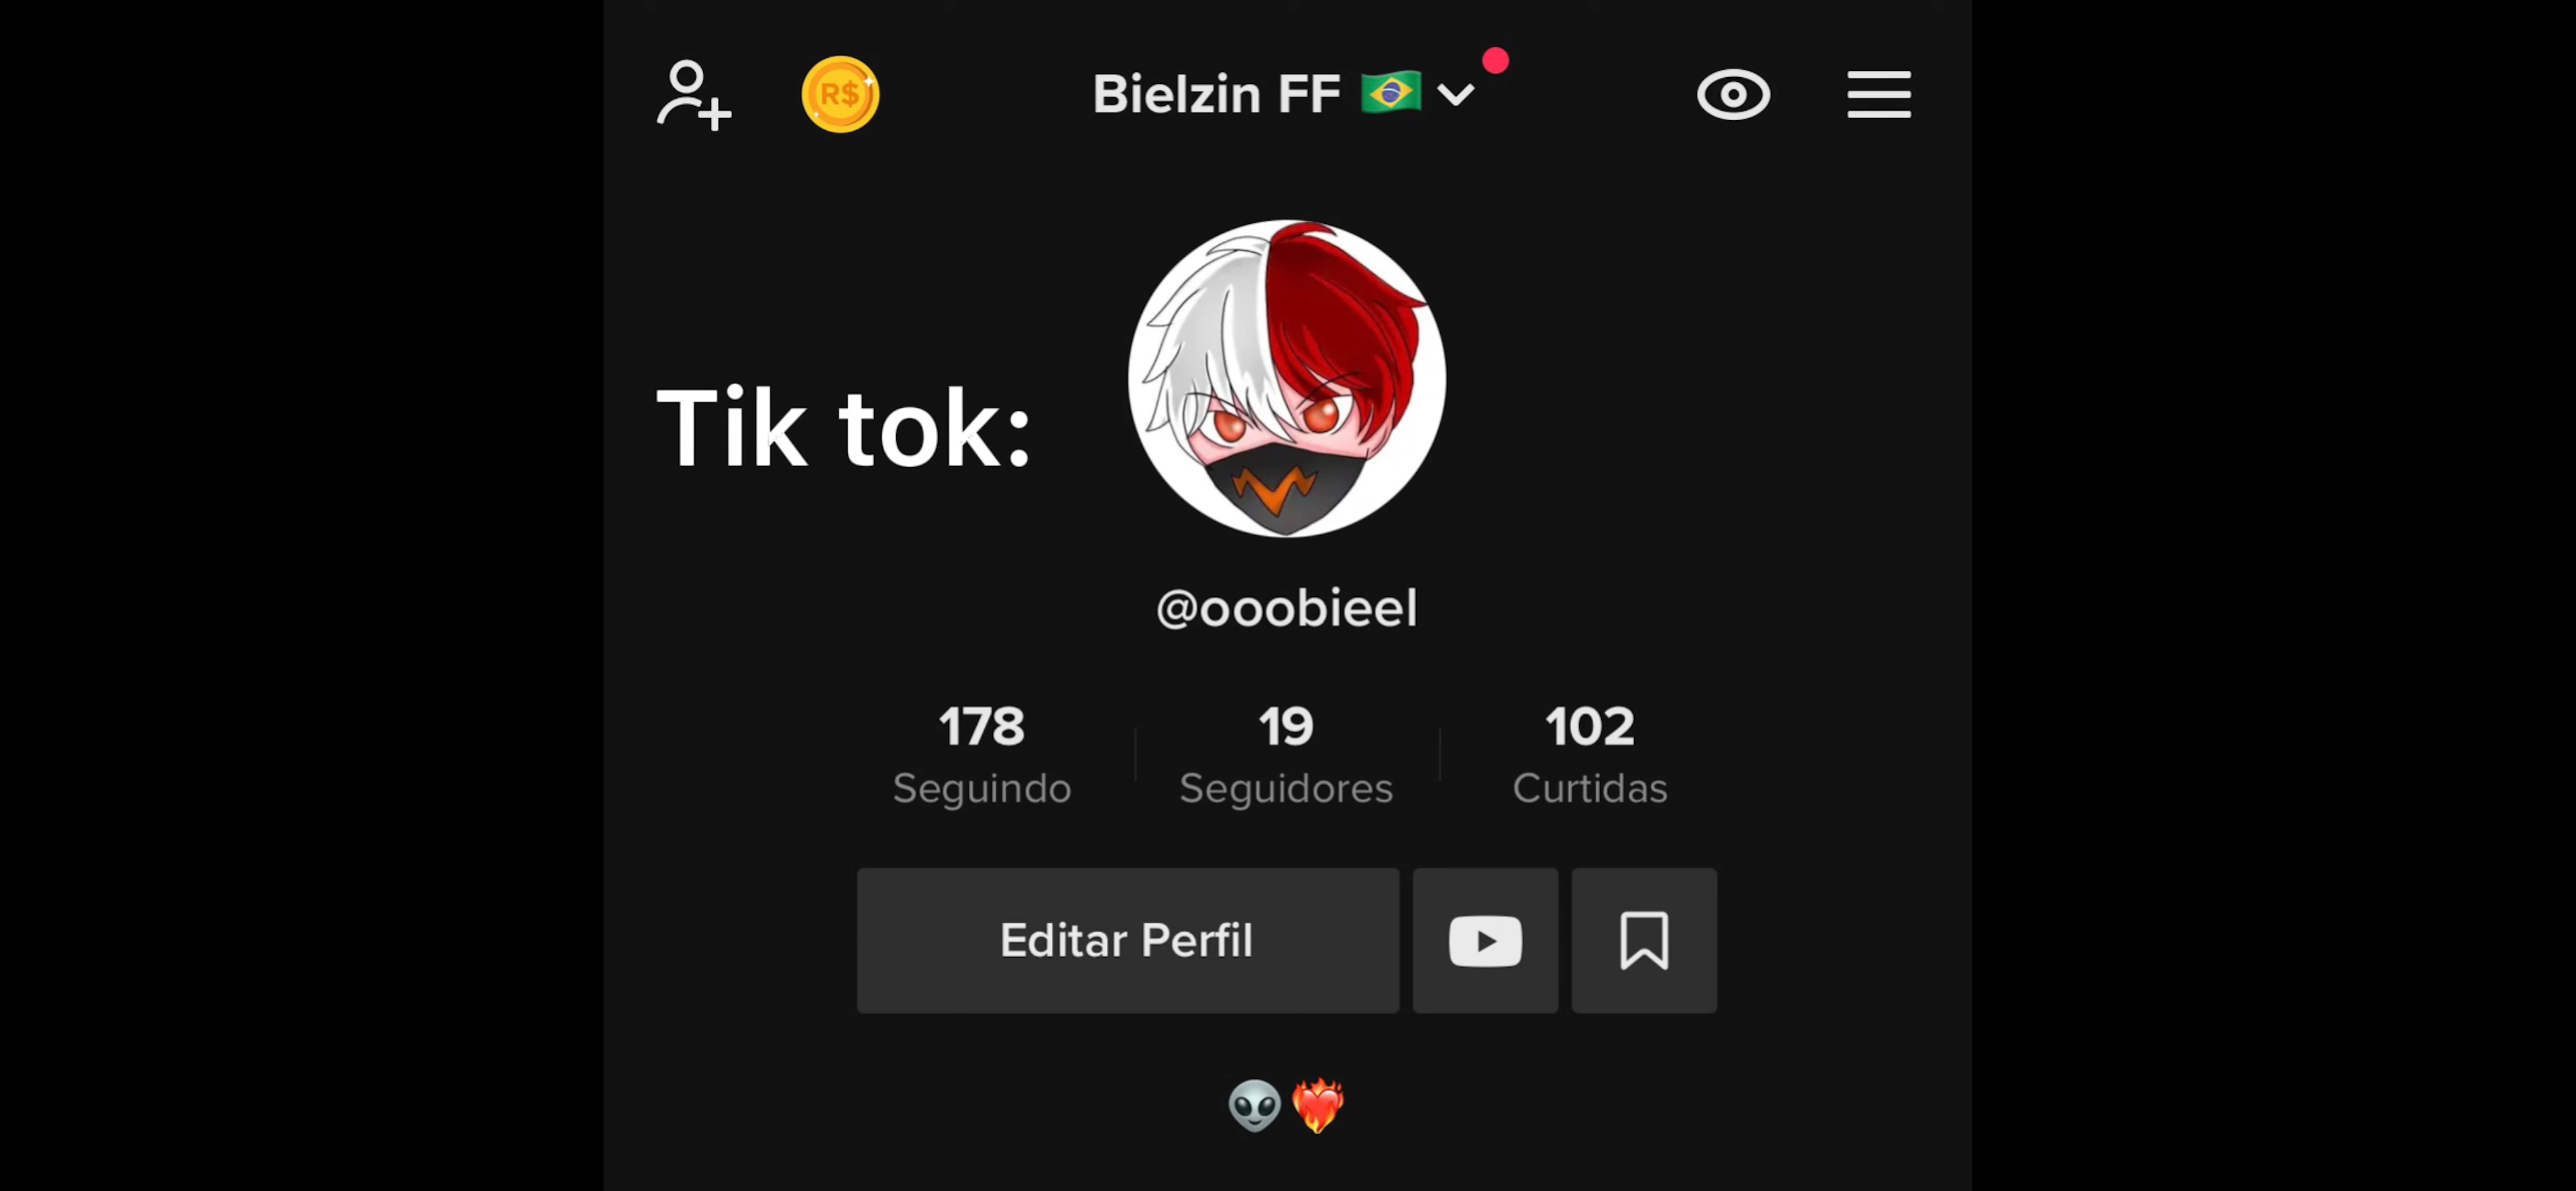 R$
Bielzin FF 🇧🇷
Tik tok:
@ooobieel
178 19 102
Seguindo Seguidores Curtidas
Editar Perfil
👽❤️‍🔥